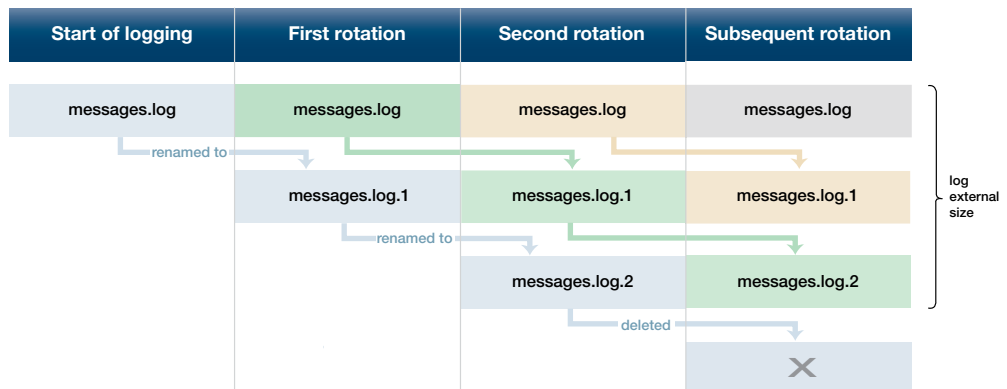 Start of logging First rotation Second rotation Subsequent rotation
messages.log messages.log messages.log messages.log
renamed to
messages.log.1 messages.log.1 messages.log.1
log
external
size
renamed to
messages.log.2 messages.log.2
deleted
X